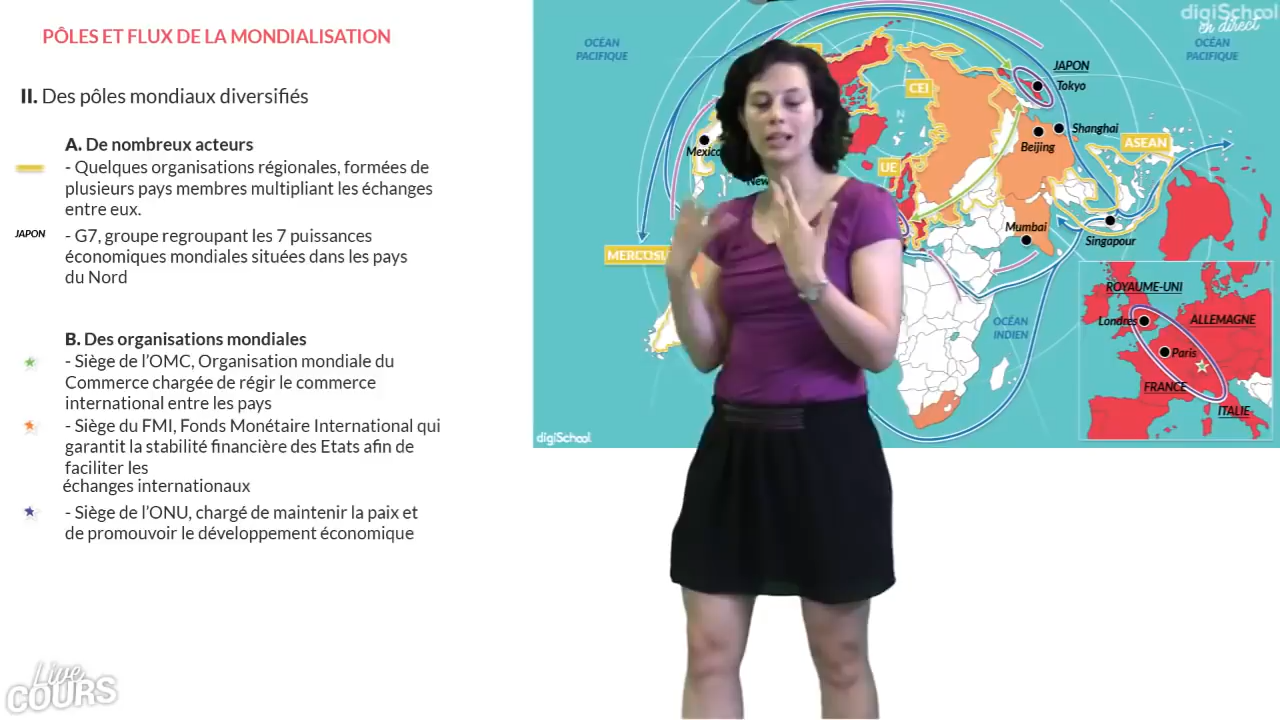 PÔLES ET FLUX DE LA MONDIALISATION
II. Des pôles mondiaux diversifiés
A. De nombreux acteurs
- Quelques organisations régionales, formées de
plusieurs pays membres multipliant les échanges
entre eux.
JAPON
- G7, groupe regroupant les 7 puissances
économiques mondiales situées dans les pays
du Nord
B. Des organisations mondiales
- Siège de l'OMC, Organisation mondiale du
Commerce chargée de régir le commerce
international entre les pays
- Siège du FMI, Fonds Monétaire International qui
garantit la stabilité financière des Etats afin de
faciliter les
échanges internationaux
- Siège de l'ONU, chargé de maintenir la paix et
de promouvoir le développement économique
Live
COURS
digiSchool
en direct
OCÉAN
PACIFIQUE
OCÉAN
PACIFIQUE
JAPON
Tokyo
CEI
N
Shanghai
Beijing
ASEAN
Mexico
New
UE
Mumbai
Singapour
MERCOSU
OCÉAN
INDIEN
ROYAUME-UNI
Londres
ALLEMAGNE
Paris
FRANCE
ITALIE
digiSchool